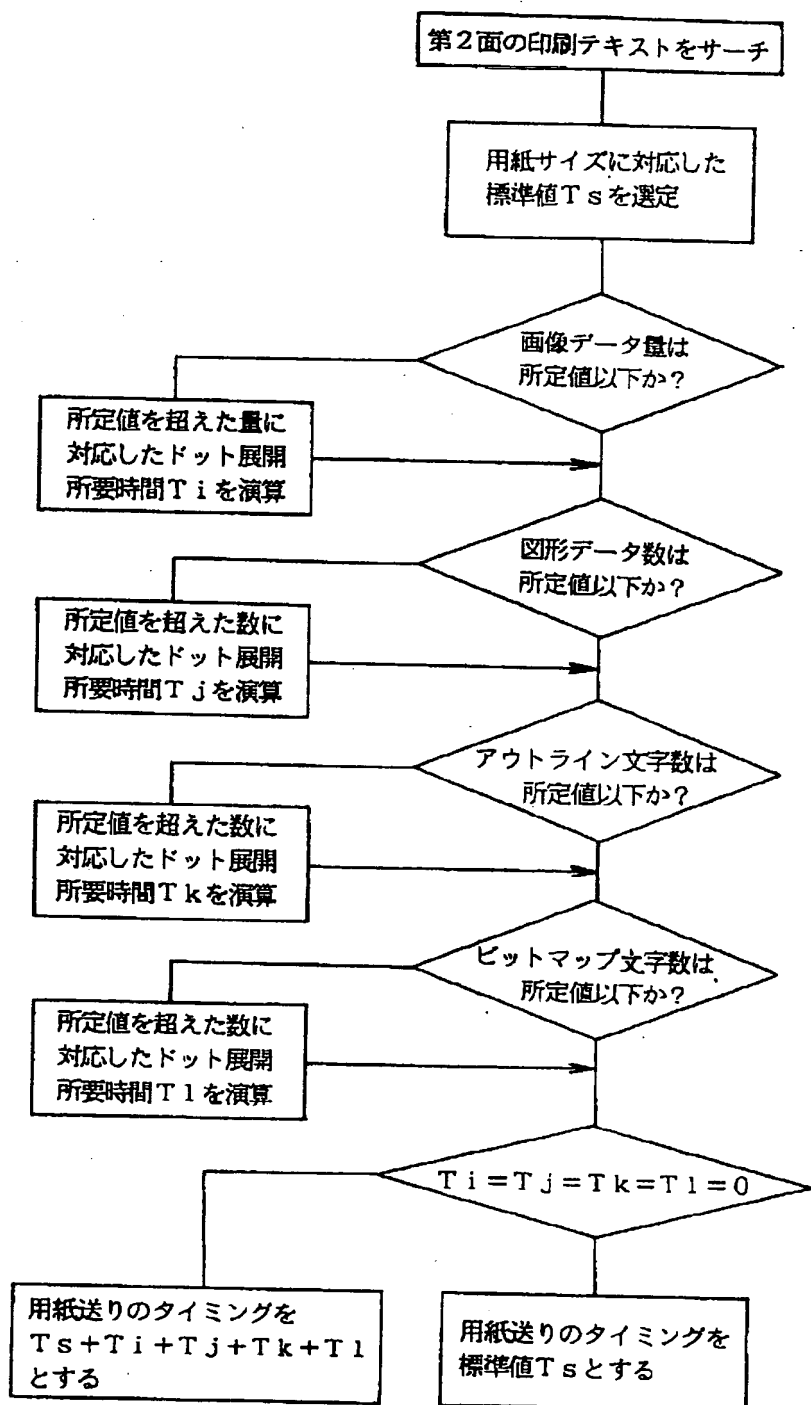 第2面の印刷テキストをサーチ
用紙サイズに対応した
標準値Tsを選定
画像データ量は
所定値以下か?
所定値を超えた量に
対応したドット展開
所要時間Tiを演算
図形データ数は
所定値以下か?
所定値を超えた数に
対応したドット展開
所要時間Tjを演算
アウトライン文字数は
所定値以下か?
所定値を超えた数に
対応したドット展開
所要時間Tkを演算
ビットマップ文字数は
所定値以下か?
所定値を超えた数に
対応したドット展開
所要時間Tlを演算
Ti=Tj=Tk=Tl=0
用紙送りのタイミングを
Ts+Ti+Tj+Tk+Tl
とする
用紙送りのタイミングを
標準値Tsとする